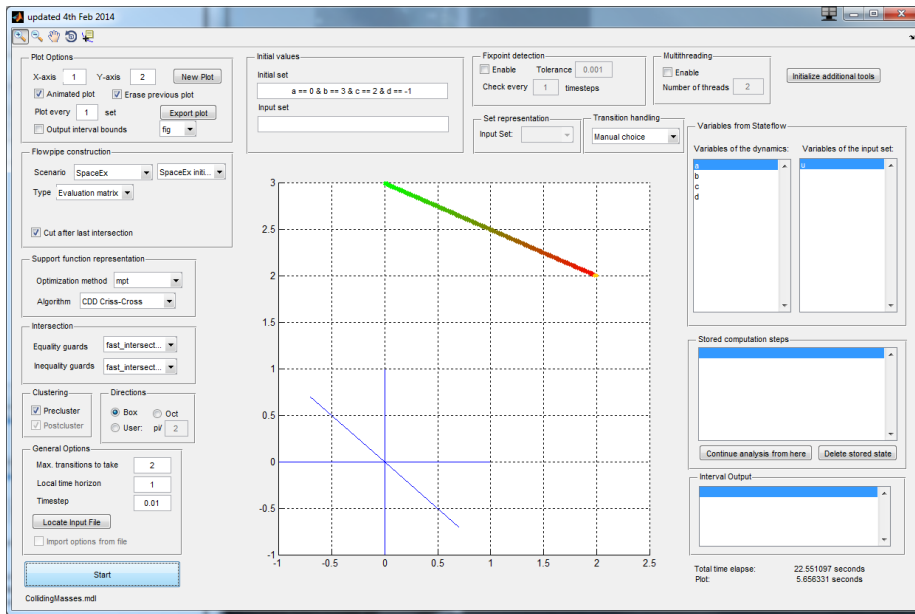 updated 4th Feb 2014
Plot Options
X-axis 1 Y-axis 2 New Plot
Animated plot Erase previous plot
Plot every 1 set Export plot
Output interval bounds fig
Flowpipe construction
Scenario SpaceEx SpaceEx initi...
Type Evaluation matrix
Cut after last intersection
Support function representation
Optimization method mpt
Algorithm CDD Criss-Cross
Intersection
Equality guards fast_intersect...
Inequality guards fast_intersect...
Clustering
Precluster
Postcluster
Directions
Box Oct
User: pi/ 2
General Options
Max. transitions to take 2
Local time horizon 1
Timestep 0.01
Locate Input File
Import options from file
Start
CollidingMasses.mdl
Initial values
Initial set
a == 0 & b == 3 & c == 2 & d == -1
Input set
Fixpoint detection
Enable Tolerance 0.001
Check every 1 timesteps
Multithreading
Enable
Number of threads 2
Initialize additional tools
Set representation
Input Set:
Transition handling
Manual choice
3
2.5
2
1.5
1
0.5
0
-0.5
-1
-1 -0.5 0 0.5 1 1.5 2 2.5
Variables from Stateflow
Variables of the dynamics: Variables of the input set:
a u
b
c
d
Stored computation steps
Continue analysis from here Delete stored state
Interval Output
Total time elapse: 22.551097 seconds
Plot: 5.656331 seconds